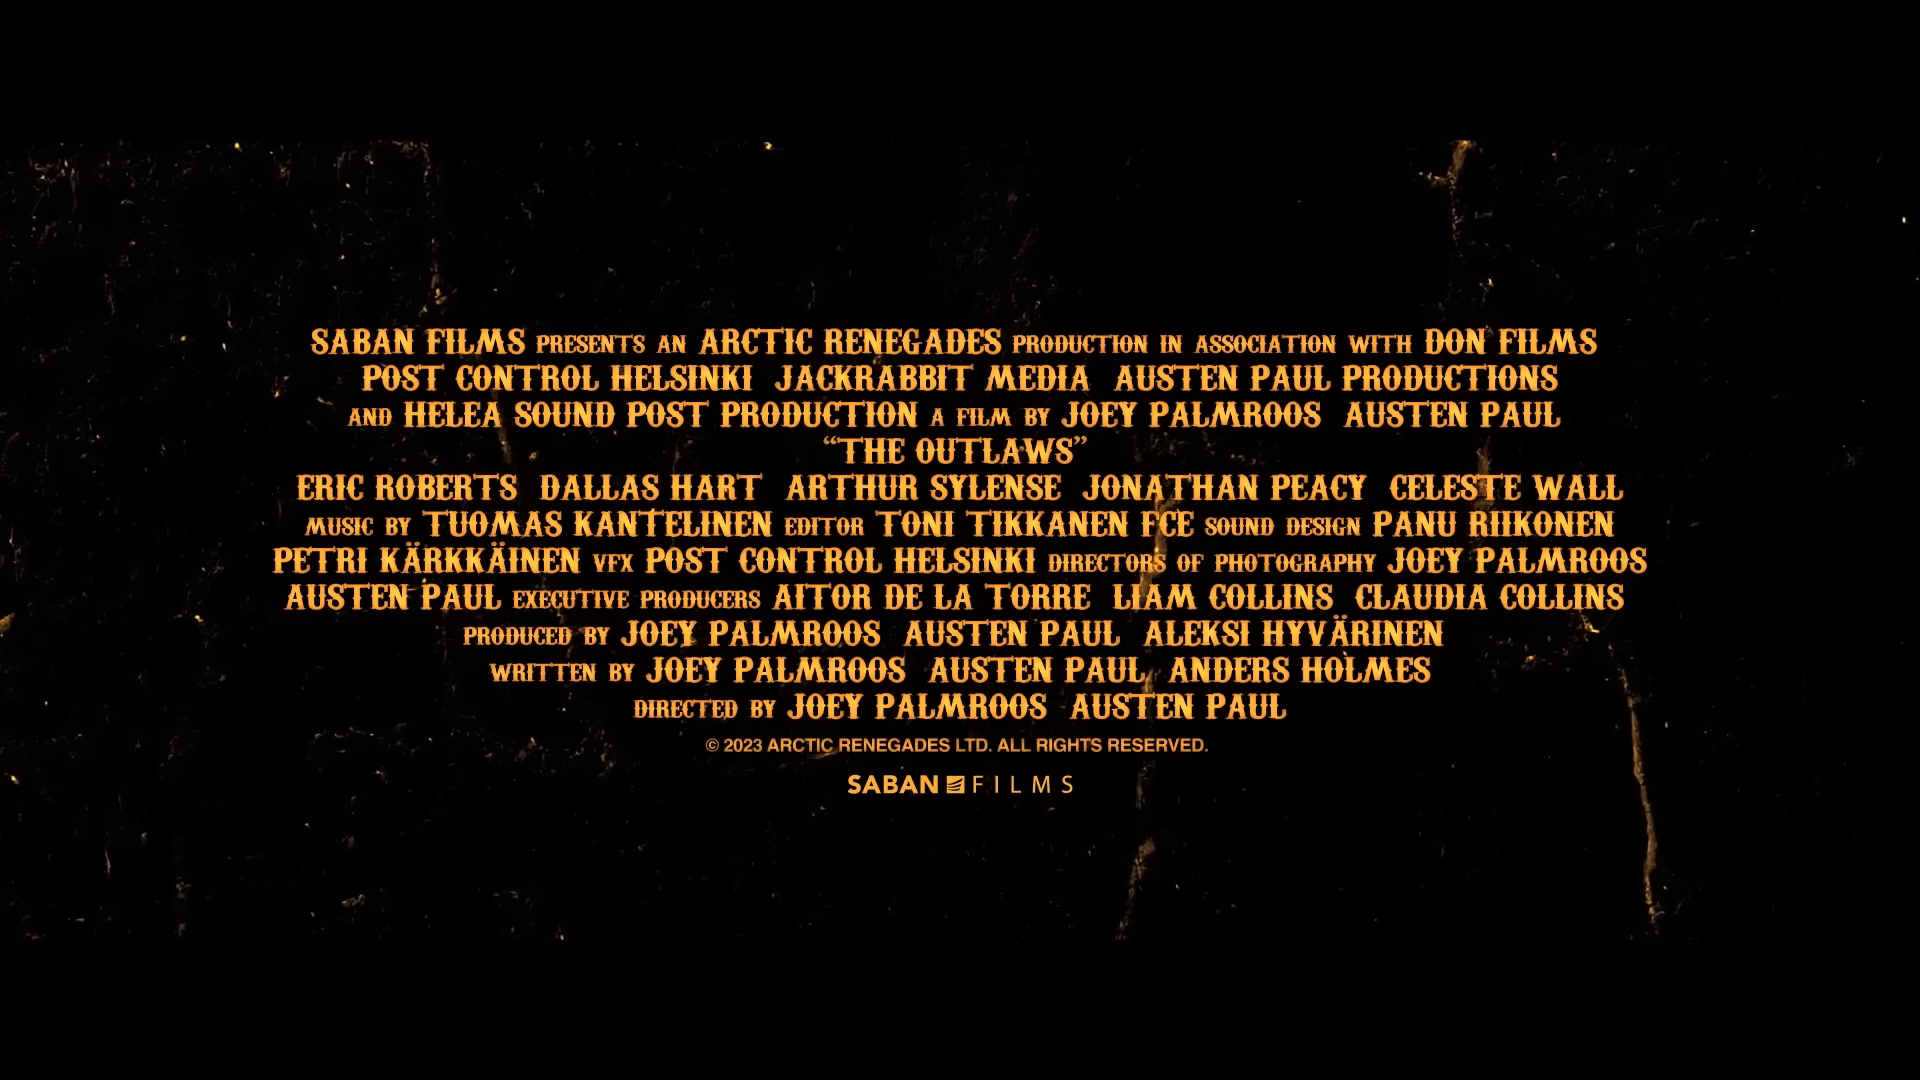 SABAN FILMS PRESENTS AN ARCTIC RENEGADES PRODUCTION IN ASSOCIATION WITH DON FILMS
POST CONTROL HELSINKI JACKRABBIT MEDIA AUSTEN PAUL PRODUCTIONS
AND HELEA SOUND POST PRODUCTION A FILM BY JOEY PALMROOS AUSTEN PAUL
“THE OUTLAWS”
ERIC ROBERTS DALLAS HART ARTHUR SYLENSE JONATHAN PEACY CELESTE WALL
MUSIC BY TUOMAS KANTELINEN EDITOR TONI TIKKANEN FCE SOUND DESIGN PANU RIIKONEN
PETRI KÄRKKÄINEN VFX POST CONTROL HELSINKI DIRECTORS OF PHOTOGRAPHY JOEY PALMROOS
AUSTEN PAUL EXECUTIVE PRODUCERS AITOR DE LA TORRE LIAM COLLINS CLAUDIA COLLINS
PRODUCED BY JOEY PALMROOS AUSTEN PAUL ALEKSI HYVÄRINEN
WRITTEN BY JOEY PALMROOS AUSTEN PAUL ANDERS HOLMES
DIRECTED BY JOEY PALMROOS AUSTEN PAUL
© 2023 ARCTIC RENEGADES LTD. ALL RIGHTS RESERVED.
SABAN FILMS